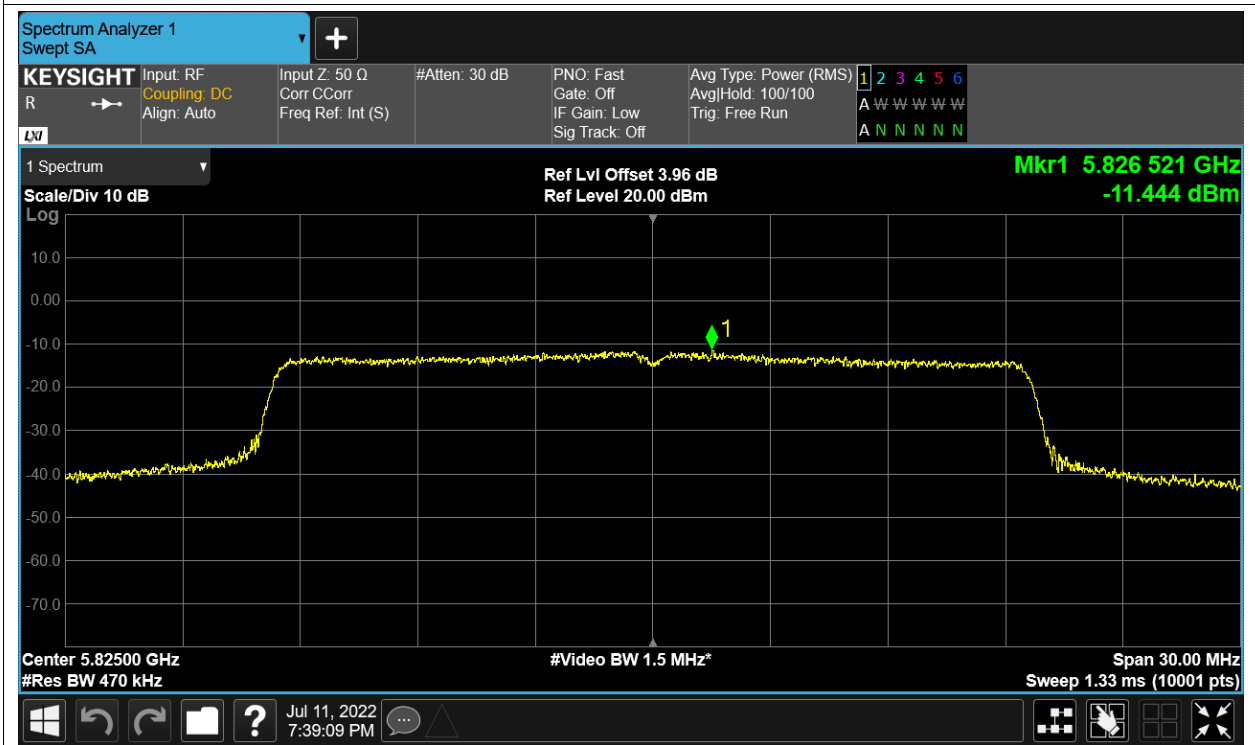 Spectrum Analyzer 1
Swept SA
+
KEYSIGHT
R
LXI
Input: RF
Coupling: DC
Align: Auto
Input Z: 50 Ω
Corr CCorr
Freq Ref: Int (S)
#Atten: 30 dB
PNO: Fast
Gate: Off
IF Gain: Low
Sig Track: Off
Avg Type: Power (RMS)
Avg|Hold: 100/100
Trig: Free Run
1 2 3 4 5 6
A W W W W W
A N N N N N
1 Spectrum
Scale/Div 10 dB
Log
Ref Lvl Offset 3.96 dB
Ref Level 20.00 dBm
Mkr1 5.826 521 GHz
-11.444 dBm
10.0
0.00
-10.0
-20.0
-30.0
-40.0
-50.0
-60.0
-70.0
1
Center 5.82500 GHz
#Res BW 470 kHz
#Video BW 1.5 MHz*
Span 30.00 MHz
Sweep 1.33 ms (10001 pts)
?
Jul 11, 2022
7:39:09 PM